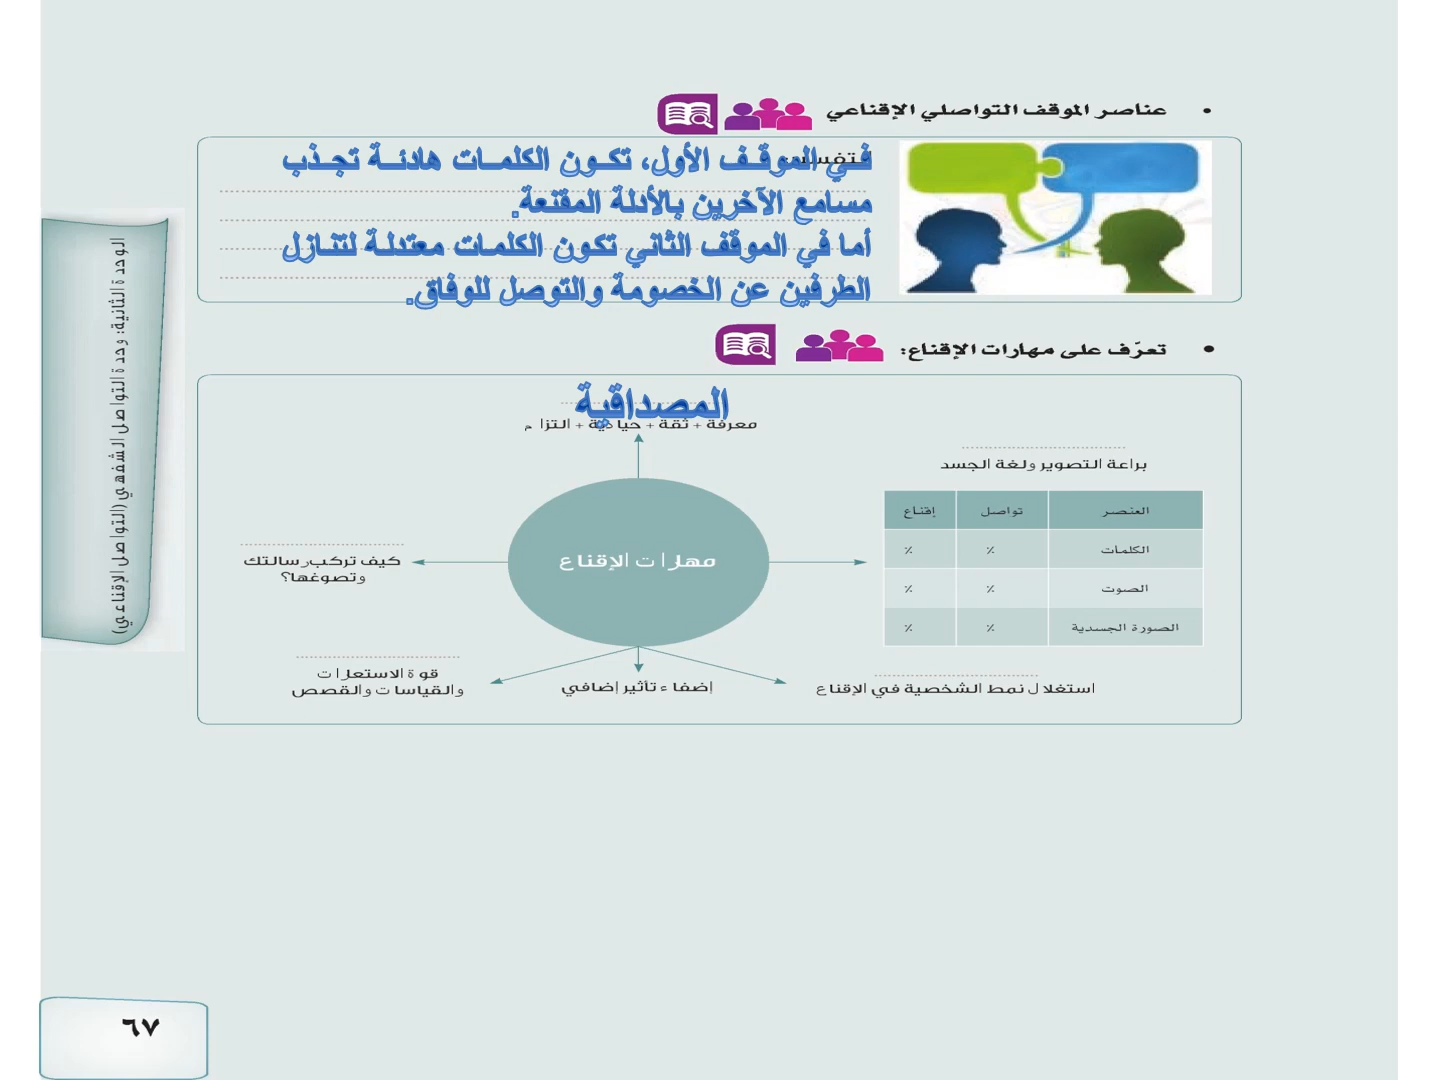 • عناصر الموقف التواصلي الإقناعي
في الموقف الأول، تكون الكلمات هادئة تجذب
مسامع الآخرين بالأدلة المقنعة.
أما في الموقف الثاني تكون الكلمات معتدلة لتنازل
الطرفين عن الخصومة والتوصل للوفاق.
• تعرّف على مهارات الإقناع:
المصداقية
معرفة + ثقة + حيادية + التزام
براعة التصوير ولغة الجسد
العنصر تواصل إقناع
الكلمات ٪ ٪
الصوت ٪ ٪
الصورة الجسدية ٪ ٪
مهارات الإقناع
كيف تركب رسالتك
وتصوغها؟
استغلال نمط الشخصية في الإقناع
إضفاء تأثير إضافي
قوة الاستعارات
والقياسات والقصص
الوحدة الثانية: وحدة التواصل الشفهي (التواصل الإقناعي)
٦٧